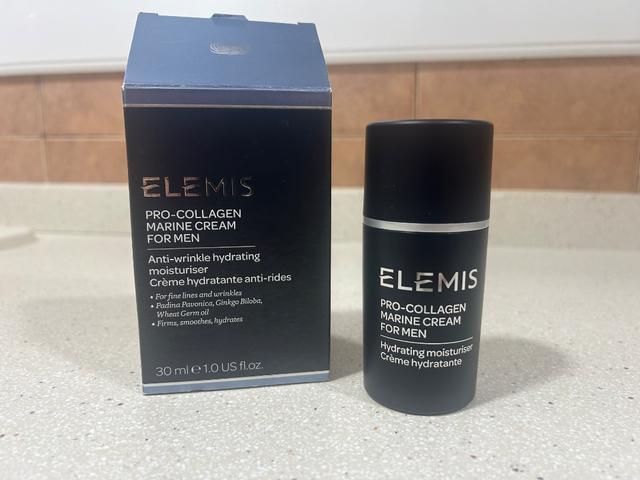 ELEMIS
PRO-COLLAGEN
MARINE CREAM
FOR MEN
Anti-wrinkle hydrating
moisturiser
Crème hydratante anti-rides
• For fine lines and wrinkles
• Padina Pavonica, Ginkgo Biloba,
Wheat Germ oil
• Firms, smoothes, hydrates
30 ml ℮ 1.0 US fl.oz.
ELEMIS
PRO-COLLAGEN
MARINE CREAM
FOR MEN
Hydrating moisturiser
Crème hydratante